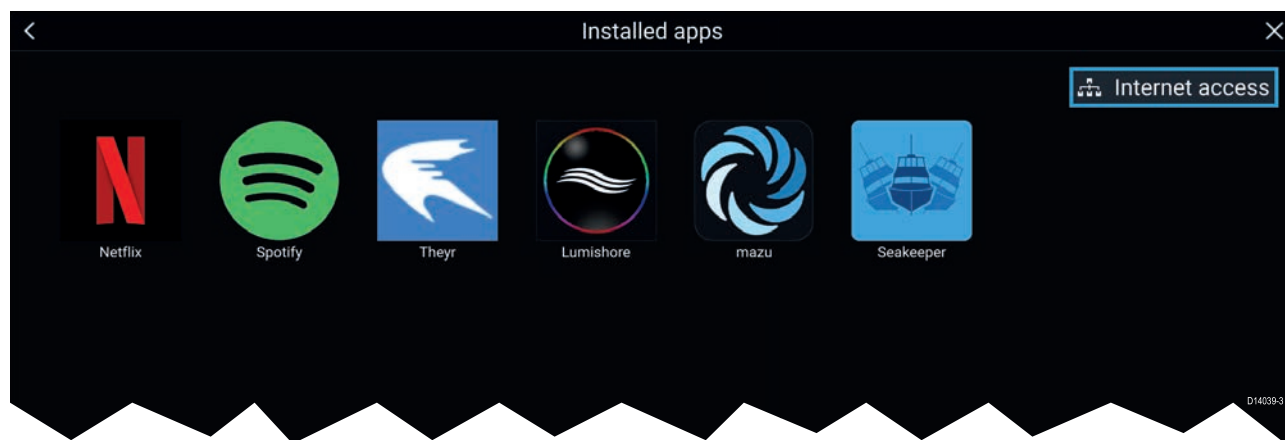 Installed apps
Internet access
Netflix
Spotify
Theyr
Lumishore
mazu
Seakeeper
D14039-3